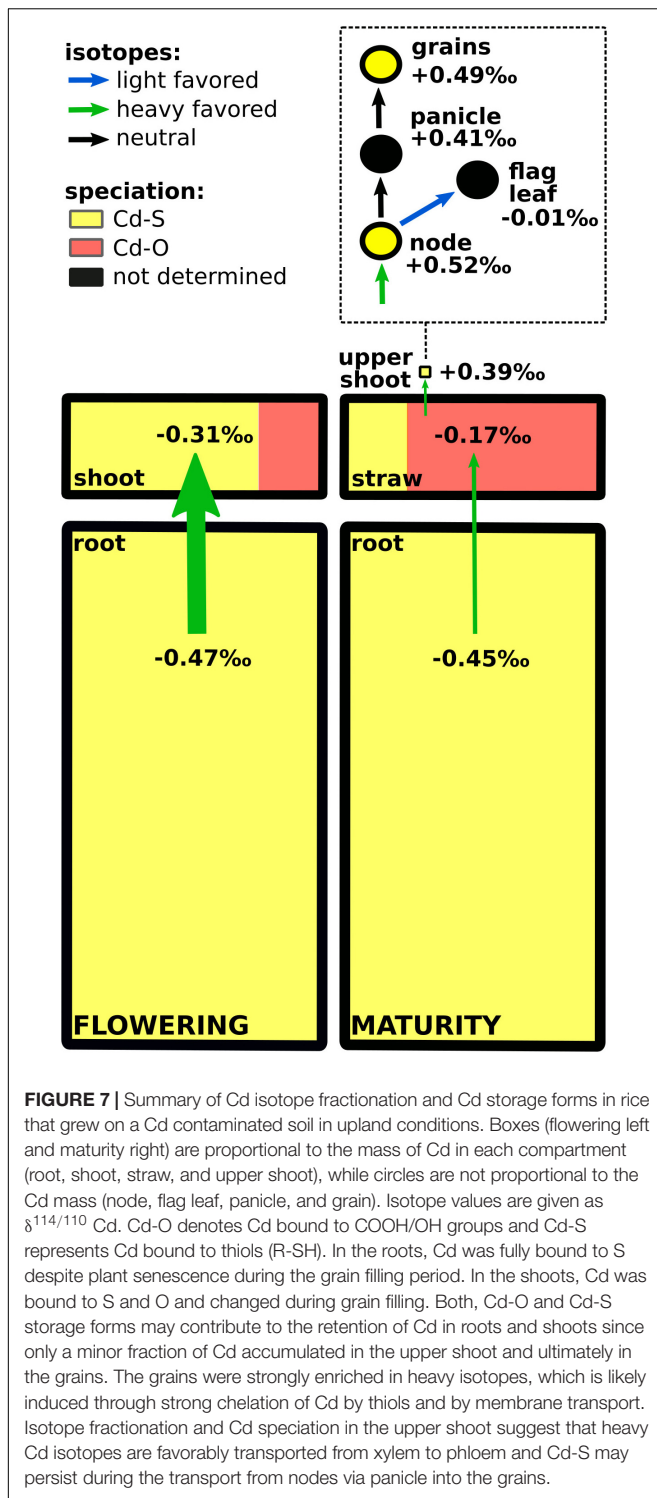 isotopes:
light favored
heavy favored
neutral
speciation:
Cd-S
Cd-O
not determined
grains
+0.49‰
panicle
+0.41‰
flag
leaf
-0.01‰
node
+0.52‰
upper
shoot
+0.39‰
-0.31‰
shoot
-0.17‰
straw
root
-0.47‰
FLOWERING
root
-0.45‰
MATURITY
FIGURE 7 | Summary of Cd isotope fractionation and Cd storage forms in rice
that grew on a Cd contaminated soil in upland conditions. Boxes (flowering left
and maturity right) are proportional to the mass of Cd in each compartment
(root, shoot, straw, and upper shoot), while circles are not proportional to the
Cd mass (node, flag leaf, panicle, and grain). Isotope values are given as
δ114/110 Cd. Cd-O denotes Cd bound to COOH/OH groups and Cd-S
represents Cd bound to thiols (R-SH). In the roots, Cd was fully bound to S
despite plant senescence during the grain filling period. In the shoots, Cd was
bound to S and O and changed during grain filling. Both, Cd-O and Cd-S
storage forms may contribute to the retention of Cd in roots and shoots since
only a minor fraction of Cd accumulated in the upper shoot and ultimately in
the grains. The grains were strongly enriched in heavy isotopes, which is likely
induced through strong chelation of Cd by thiols and by membrane transport.
Isotope fractionation and Cd speciation in the upper shoot suggest that heavy
Cd isotopes are favorably transported from xylem to phloem and Cd-S may
persist during the transport from nodes via panicle into the grains.